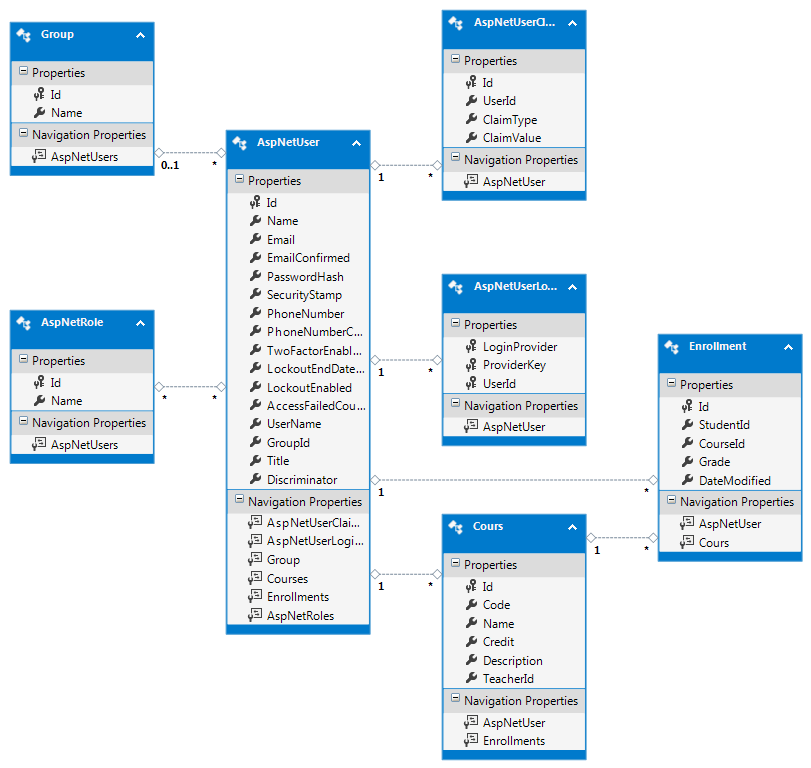 Group
Properties
Id
Name
Navigation Properties
AspNetUsers
0..1
*
AspNetRole
Properties
Id
Name
Navigation Properties
AspNetUsers
*
*
AspNetUser
Properties
Id
Name
Email
EmailConfirmed
PasswordHash
SecurityStamp
PhoneNumber
PhoneNumberC...
TwoFactorEnabl...
LockoutEndDate...
LockoutEnabled
AccessFailedCou...
UserName
GroupId
Title
Discriminator
Navigation Properties
AspNetUserClai...
AspNetUserLogi...
Group
Courses
Enrollments
AspNetRoles
1
*
1
*
1
*
1
*
AspNetUserCl...
Properties
Id
UserId
ClaimType
ClaimValue
Navigation Properties
AspNetUser
AspNetUserLo...
Properties
LoginProvider
ProviderKey
UserId
Navigation Properties
AspNetUser
Cours
Properties
Id
Code
Name
Credit
Description
TeacherId
Navigation Properties
AspNetUser
Enrollments
1
*
Enrollment
Properties
Id
StudentId
CourseId
Grade
DateModified
Navigation Properties
AspNetUser
Cours